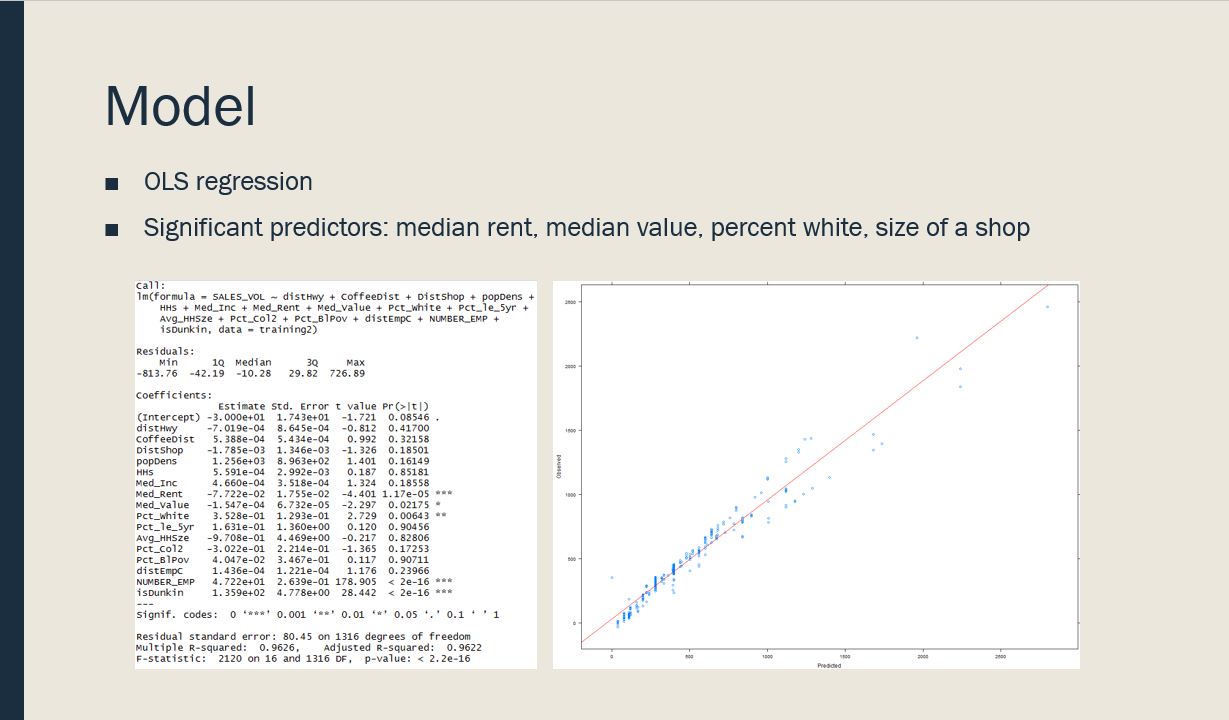 Model
OLS regression
Significant predictors: median rent, median value, percent white, size of a shop
Call:
lm(formula = SALES_VOL ~ distHwy + CoffeeDist + DistShop + popDens +
HHs + Med_Inc + Med_Rent + Med_Value + Pct_White + Pct_le_5yr +
Avg_HHSze + Pct_Col2 + Pct_BlPov + distEmpC + NUMBER_EMP +
isDunkin, data = training2)
Residuals:
Min 1Q Median 3Q Max
-813.76 -42.19 -10.28 29.82 726.89
Coefficients:
Estimate Std. Error t value Pr(>|t|)
(Intercept) -3.000e+01 1.743e+01 -1.721 0.08546 .
distHwy -7.019e-04 8.645e-04 -0.812 0.41700
CoffeeDist 5.388e-04 5.434e-04 0.992 0.32158
DistShop -1.785e-03 1.346e-03 -1.326 0.18501
popDens 1.256e+03 8.963e+02 1.401 0.16149
HHs 5.591e-04 2.992e-03 0.187 0.85181
Med_Inc 4.660e-04 3.518e-04 1.324 0.18558
Med_Rent -7.722e-02 1.755e-02 -4.401 1.17e-05 ***
Med_Value -1.547e-04 6.732e-05 -2.297 0.02175 *
Pct_White 3.528e-01 1.293e-01 2.729 0.00643 **
Pct_le_5yr 1.631e-01 1.360e+00 0.120 0.90456
Avg_HHSze -9.708e-01 4.469e+00 -0.217 0.82806
Pct_Col2 -3.022e-01 2.214e-01 -1.365 0.17253
Pct_BlPov 4.047e-02 3.467e-01 0.117 0.90711
distEmpC 1.436e-04 1.221e-04 1.176 0.23966
NUMBER_EMP 4.722e+01 2.639e-01 178.905 < 2e-16 ***
isDunkin 1.359e+02 4.778e+00 28.442 < 2e-16 ***
---
Signif. codes: 0 ‘***’ 0.001 ‘**’ 0.01 ‘*’ 0.05 ‘.’ 0.1 ‘ ’ 1
Residual standard error: 80.45 on 1316 degrees of freedom
Multiple R-squared: 0.9626, Adjusted R-squared: 0.9622
F-statistic: 2120 on 16 and 1316 DF, p-value: < 2.2e-16
Observed
2500
2000
1500
1000
500
0
0 500 1000 1500 2000 2500
Predicted